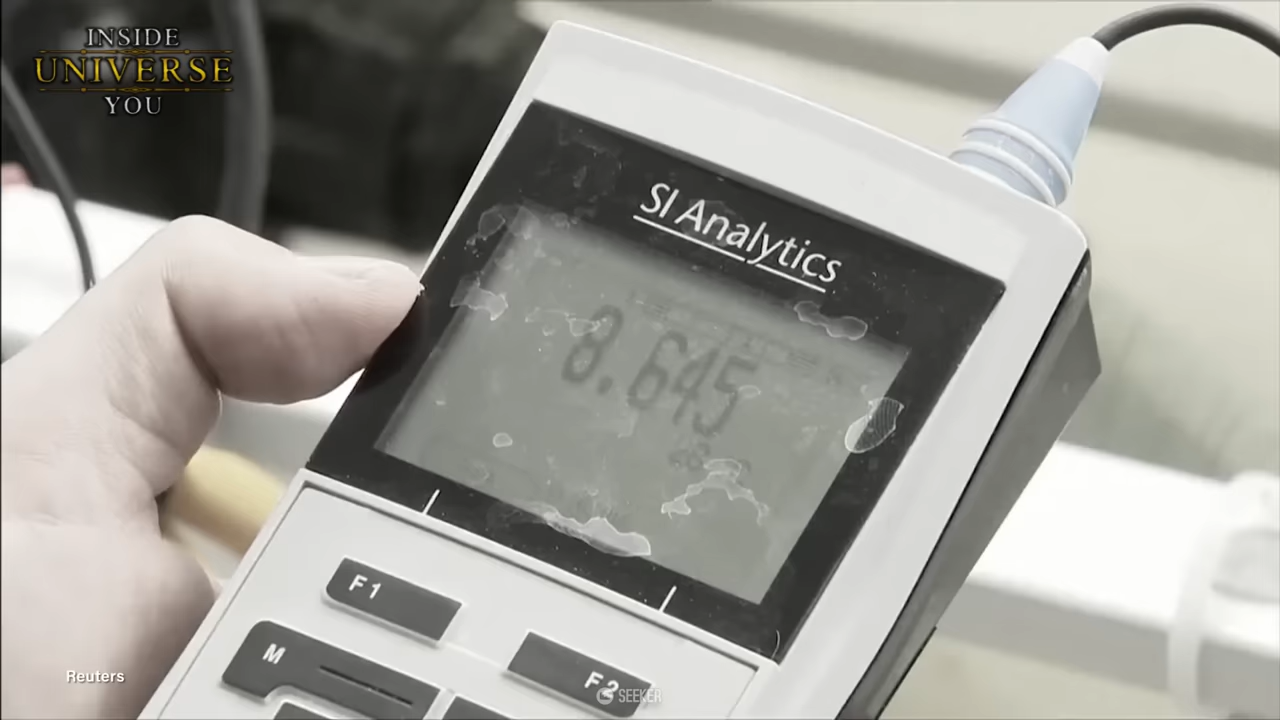 INSIDE
UNIVERSE
YOU
SI Analytics
8.645
F1
F2
M
Reuters
SEEKER